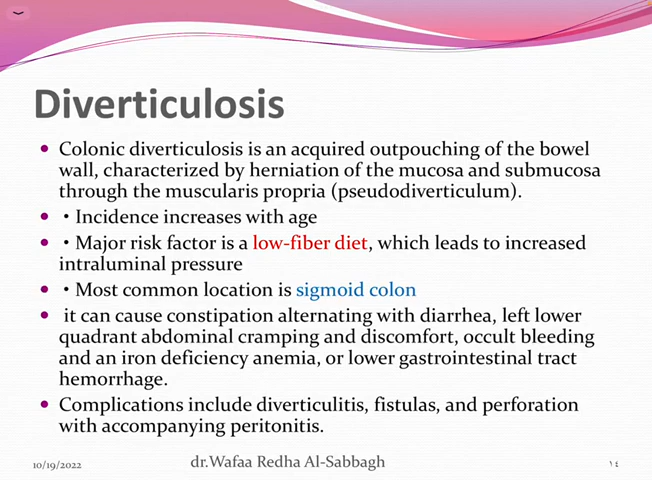 Diverticulosis
• Colonic diverticulosis is an acquired outpouching of the bowel
wall, characterized by herniation of the mucosa and submucosa
through the muscularis propria (pseudodiverticulum).
• • Incidence increases with age
• • Major risk factor is a low-fiber diet, which leads to increased
intraluminal pressure
• • Most common location is sigmoid colon
• it can cause constipation alternating with diarrhea, left lower
quadrant abdominal cramping and discomfort, occult bleeding
and an iron deficiency anemia, or lower gastrointestinal tract
hemorrhage.
• Complications include diverticulitis, fistulas, and perforation
with accompanying peritonitis.
10/19/2022
dr.Wafaa Redha Al-Sabbagh
١٤